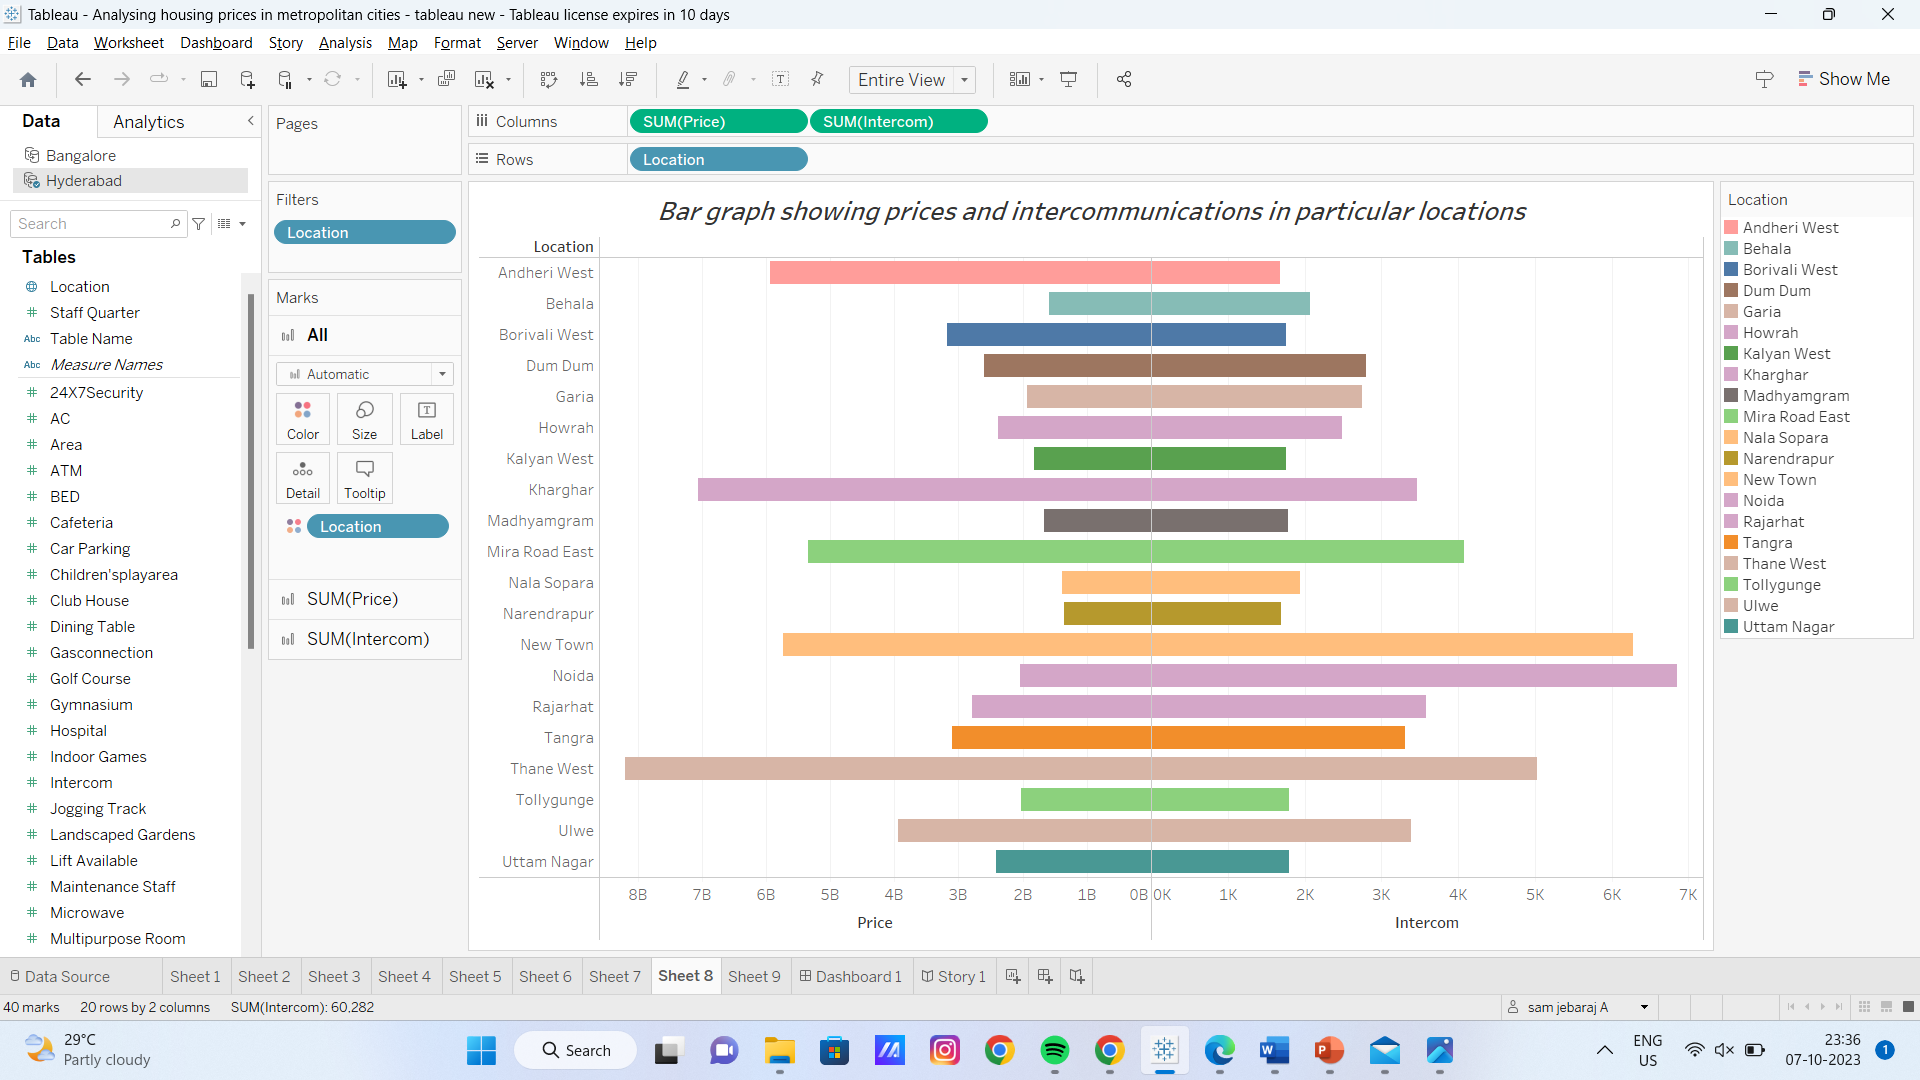 Tableau - Analysing housing prices in metropolitan cities - tableau new - Tableau license expires in 10 days
File Data Worksheet Dashboard Story Analysis Map Format Server Window Help
Entire View
Show Me
Data Analytics
Bangalore
Hyderabad
Search
Tables
Location
Staff Quarter
Abc Table Name
Abc Measure Names
24X7Security
AC
Area
ATM
BED
Cafeteria
Car Parking
Children'splayarea
Club House
Dining Table
Gasconnection
Golf Course
Gymnasium
Hospital
Indoor Games
Intercom
Jogging Track
Landscaped Gardens
Lift Available
Maintenance Staff
Microwave
Multipurpose Room
Pages
Filters
Location
Marks
All
Automatic
Color Size Label
Detail Tooltip
Location
SUM(Price)
SUM(Intercom)
Columns SUM(Price) SUM(Intercom)
Rows Location
Bar graph showing prices and intercommunications in particular locations
Location
Andheri West
Behala
Borivali West
Dum Dum
Garia
Howrah
Kalyan West
Kharghar
Madhyamgram
Mira Road East
Nala Sopara
Narendrapur
New Town
Noida
Rajarhat
Tangra
Thane West
Tollygunge
Ulwe
Uttam Nagar
8B 7B 6B 5B 4B 3B 2B 1B 0B 0K 1K 2K 3K 4K 5K 6K 7K
Price Intercom
Location
Andheri West
Behala
Borivali West
Dum Dum
Garia
Howrah
Kalyan West
Kharghar
Madhyamgram
Mira Road East
Nala Sopara
Narendrapur
New Town
Noida
Rajarhat
Tangra
Thane West
Tollygunge
Ulwe
Uttam Nagar
Data Source Sheet 1 Sheet 2 Sheet 3 Sheet 4 Sheet 5 Sheet 6 Sheet 7 Sheet 8 Sheet 9 Dashboard 1 Story 1
40 marks 20 rows by 2 columns SUM(Intercom): 60,282 sam jebaraj A
29°C
Partly cloudy
Search
ENG
US
23:36
07-10-2023
1